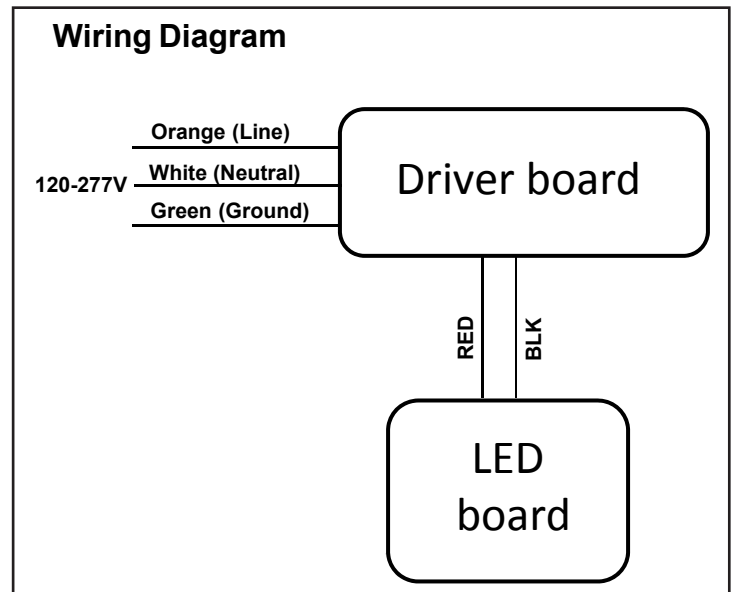 Wiring Diagram
Orange (Line)
120-277V
White (Neutral)
Green (Ground)
Driver board
RED
BLK
LED
board